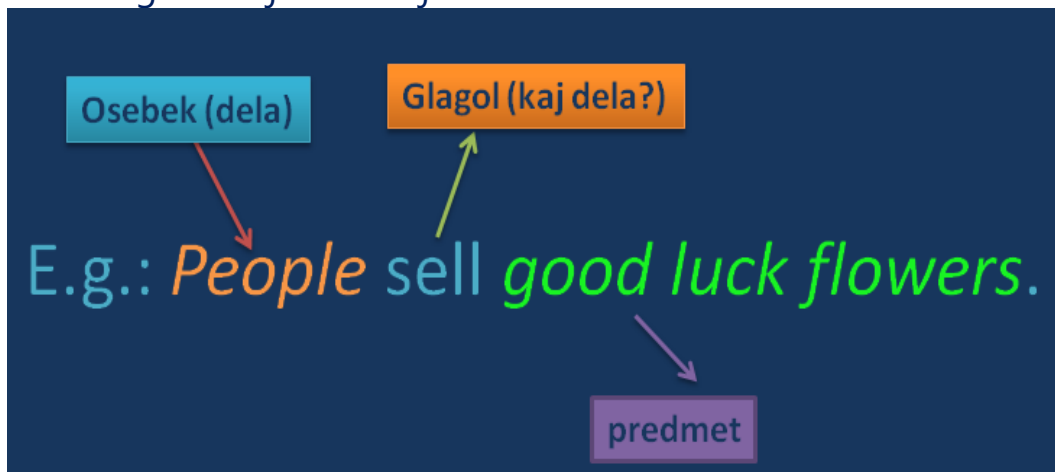 Osebek (dela)
Glagol (kaj dela?)
E.g.: People sell good luck flowers.
predmet